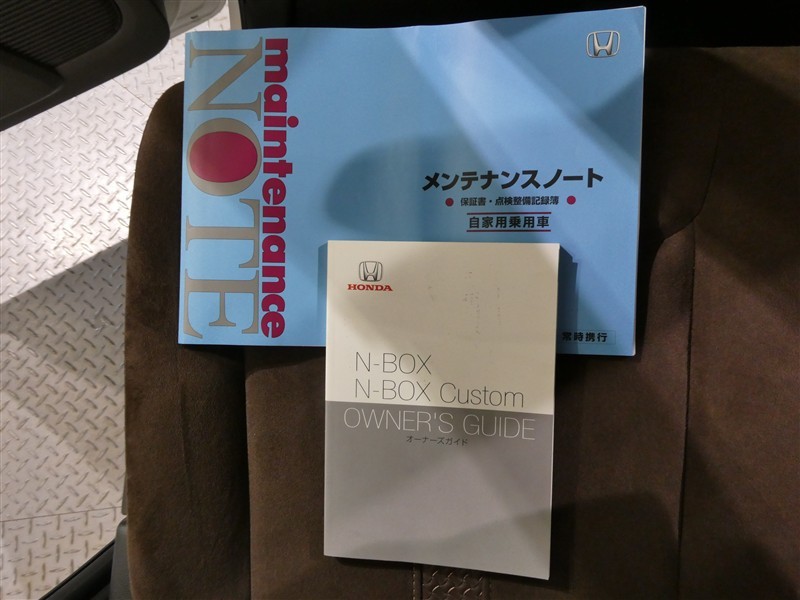 maintenance
NOTE
メンテナンスノート
● 保証書・点検整備記録簿 ●
自家用乗用車
常時携行
HONDA
N-BOX
N-BOX Custom
OWNER'S GUIDE
オーナーズガイド